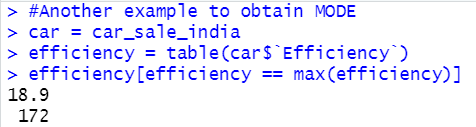 > #Another example to obtain MODE
> car = car_sale_india
> efficiency = table(car$`Efficiency`)
> efficiency[efficiency == max(efficiency)]
18.9
172